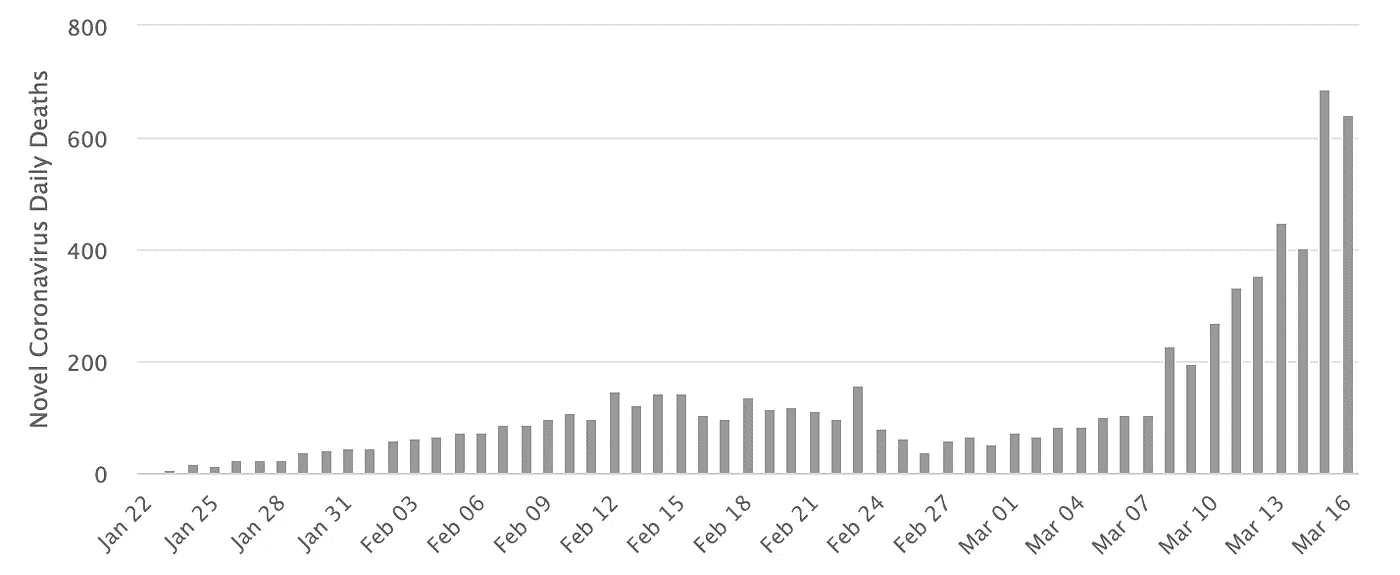 Novel Coronavirus Daily Deaths
800
600
400
200
0
Jan 22
Jan 25
Jan 28
Jan 31
Feb 03
Feb 06
Feb 09
Feb 12
Feb 15
Feb 18
Feb 21
Feb 24
Feb 27
Mar 01
Mar 04
Mar 07
Mar 10
Mar 13
Mar 16